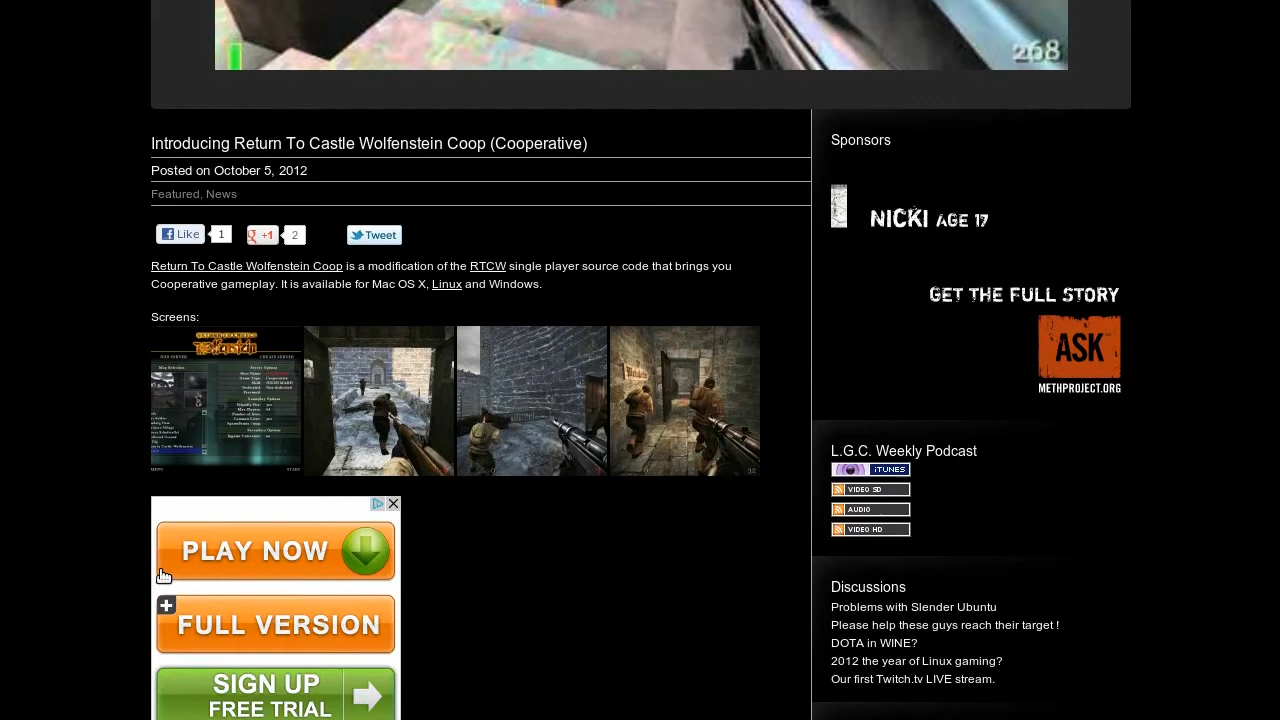 268
Introducing Return To Castle Wolfenstein Coop (Cooperative)
Posted on October 5, 2012
Featured, News
Like 1 +1 2 Tweet
Return To Castle Wolfenstein Coop is a modification of the RTCW single player source code that brings you
Cooperative gameplay. It is available for Mac OS X, Linux and Windows.
Screens:
JOIN SERVER CREATE SERVER
START
PLAY NOW
FULL VERSION
SIGN UP
FREE TRIAL
Sponsors
NICKI AGE 17
GET THE FULL STORY
ASK
METHPROJECT.ORG
L.G.C. Weekly Podcast
iTUNES
VIDEO SD
AUDIO
VIDEO HD
Discussions
Problems with Slender Ubuntu
Please help these guys reach their target !
DOTA in WINE?
2012 the year of Linux gaming?
Our first Twitch.tv LIVE stream.